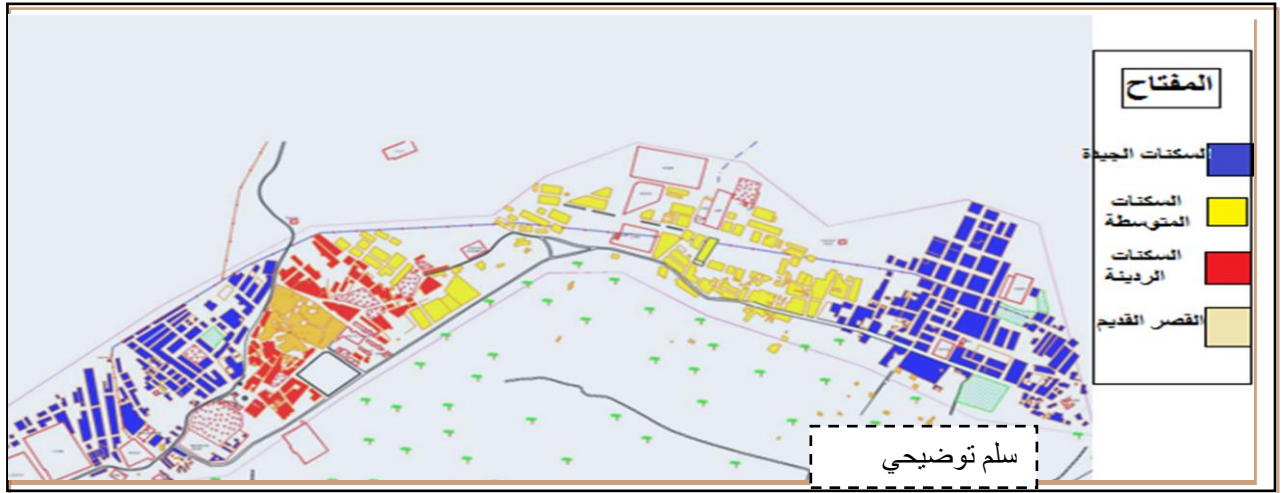 المفتاح
السكنات الجيدة
السكنات
المتوسطة
السكنات
الرديئة
القصر القديم
سلم توضيحي